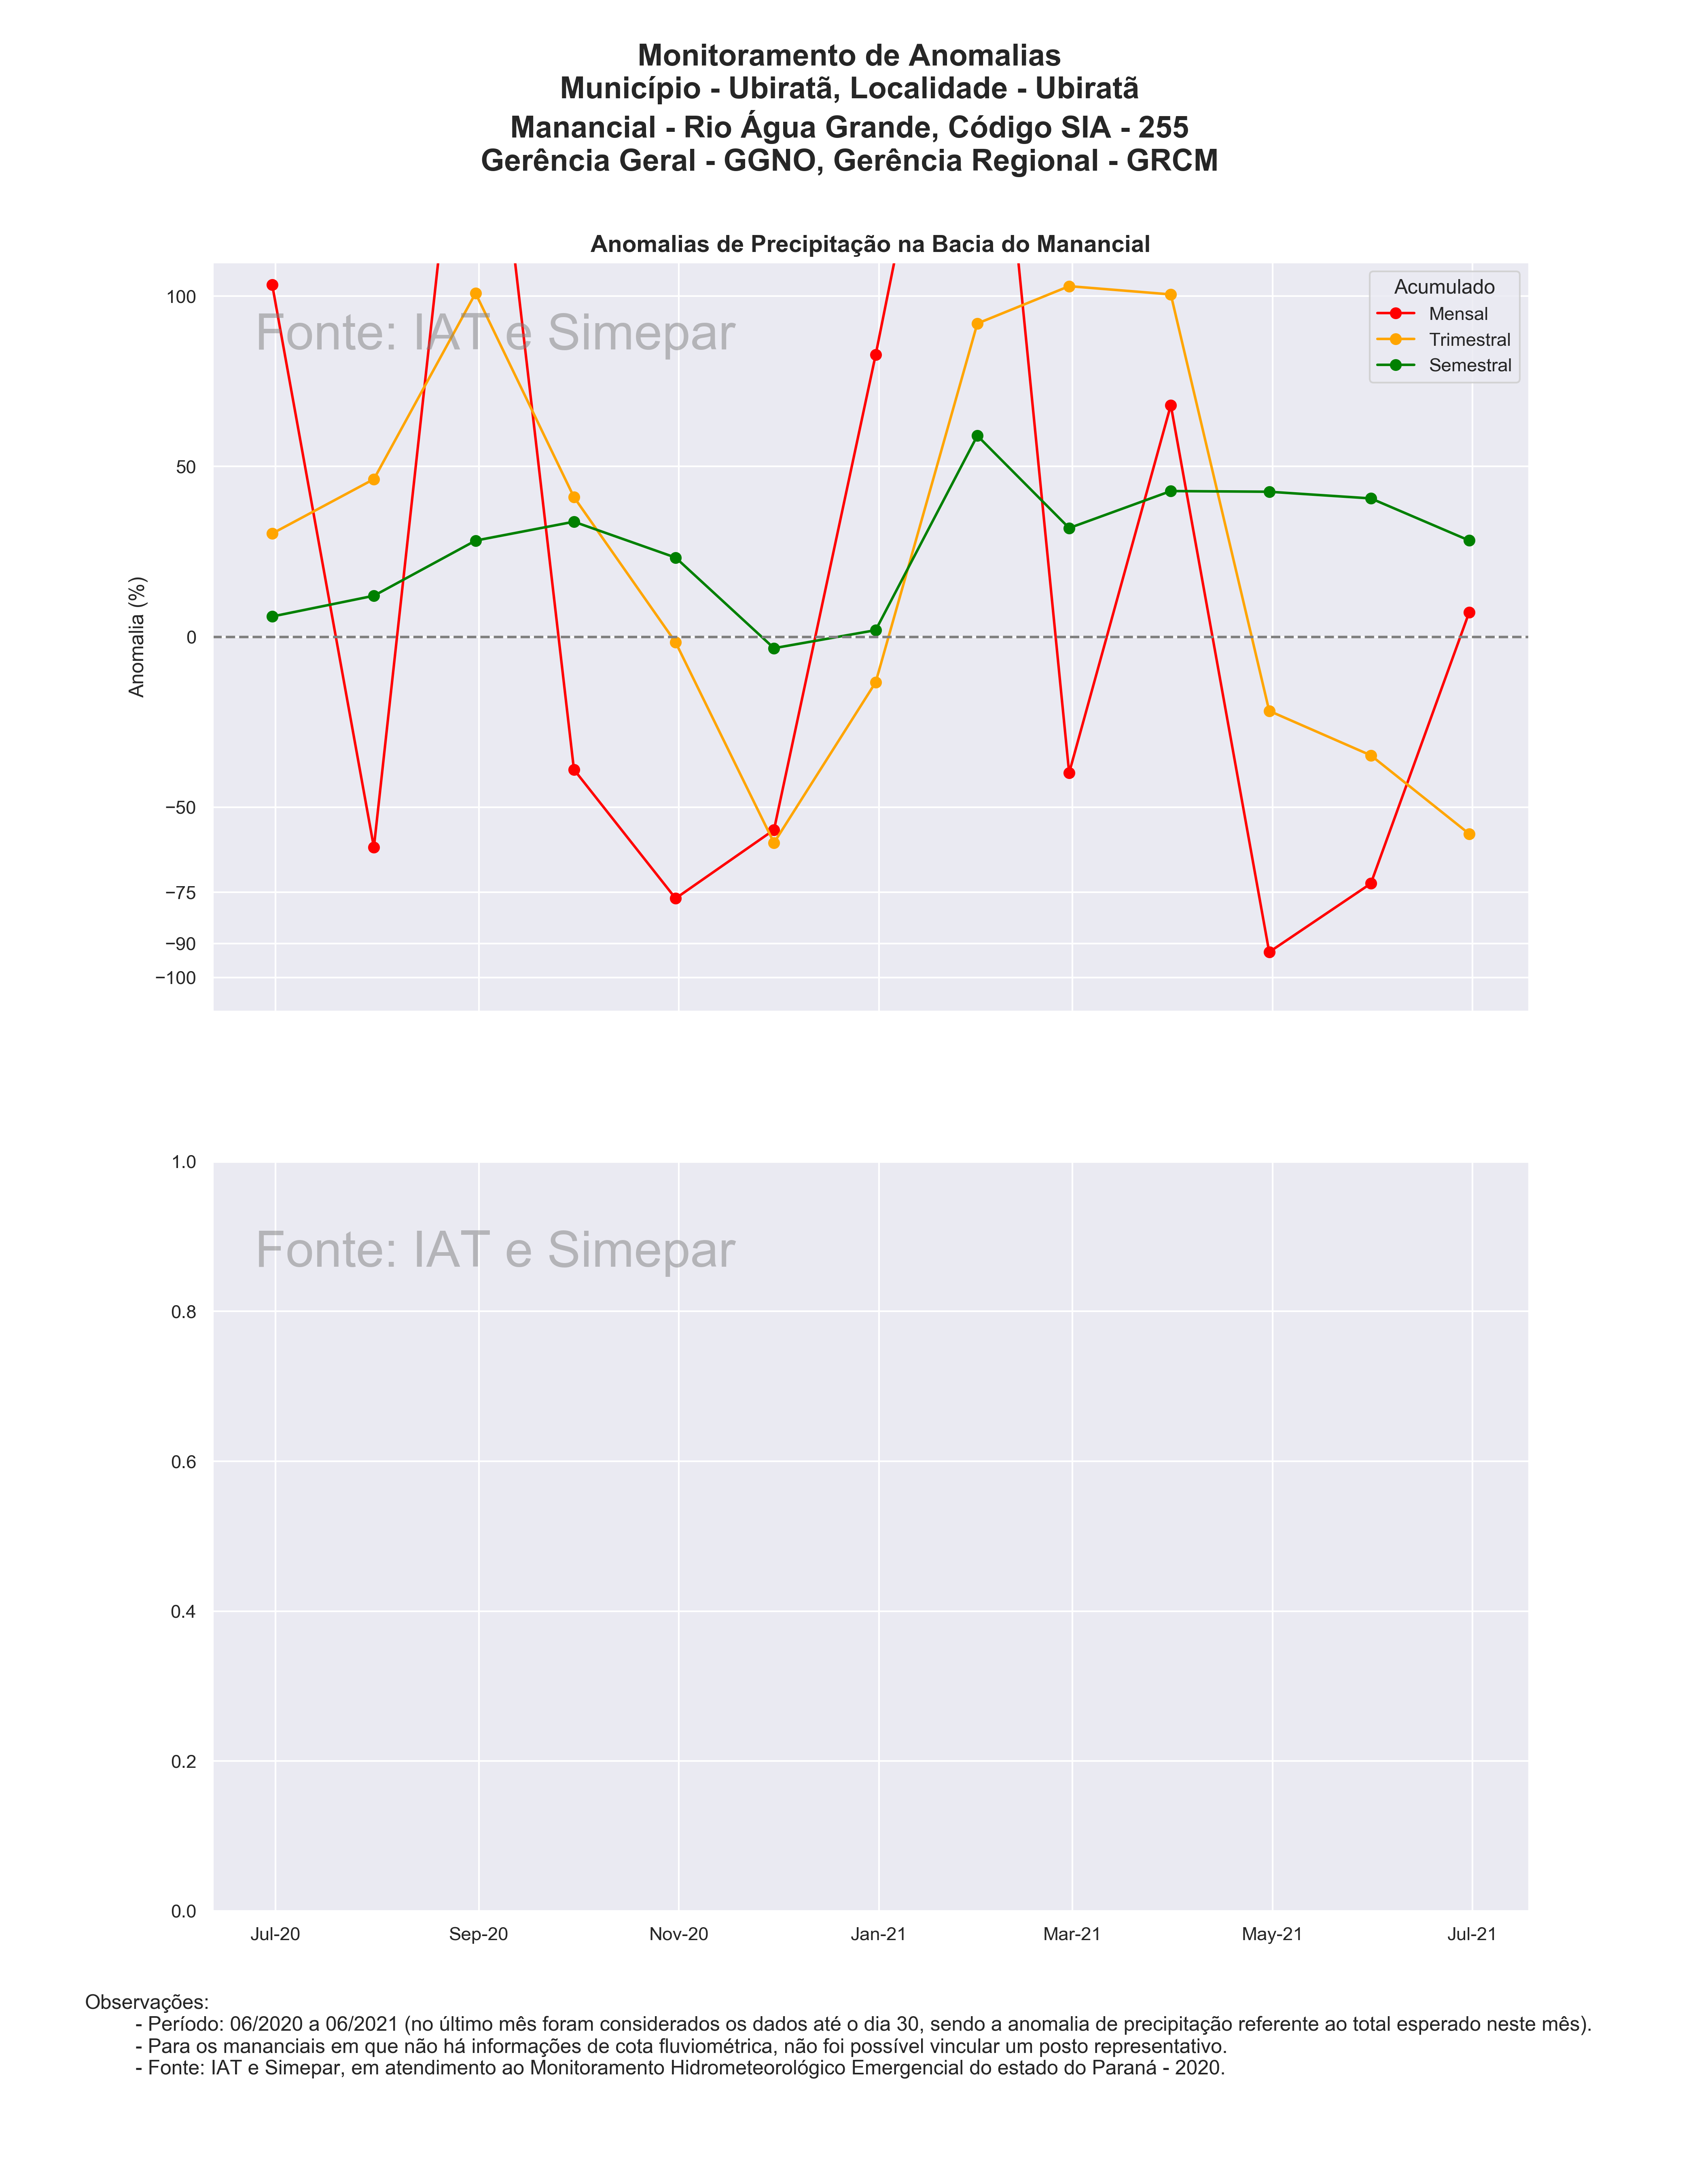 Monitoramento de Anomalias
Município - Ubiratã, Localidade - Ubiratã
Manancial - Rio Água Grande, Código SIA - 255
Gerência Geral - GGNO, Gerência Regional - GRCM
Anomalias de Precipitação na Bacia do Manancial
Fonte: IAT e Simepar
Acumulado
Mensal
Trimestral
Semestral
Anomalia (%)
100
50
0
−50
−75
−90
−100
Fonte: IAT e Simepar
1.0
0.8
0.6
0.4
0.2
0.0
Jul-20 Sep-20 Nov-20 Jan-21 Mar-21 May-21 Jul-21
Observações:
- Período: 06/2020 a 06/2021 (no último mês foram considerados os dados até o dia 30, sendo a anomalia de precipitação referente ao total esperado neste mês).
- Para os mananciais em que não há informações de cota fluviométrica, não foi possível vincular um posto representativo.
- Fonte: IAT e Simepar, em atendimento ao Monitoramento Hidrometeorológico Emergencial do estado do Paraná - 2020.